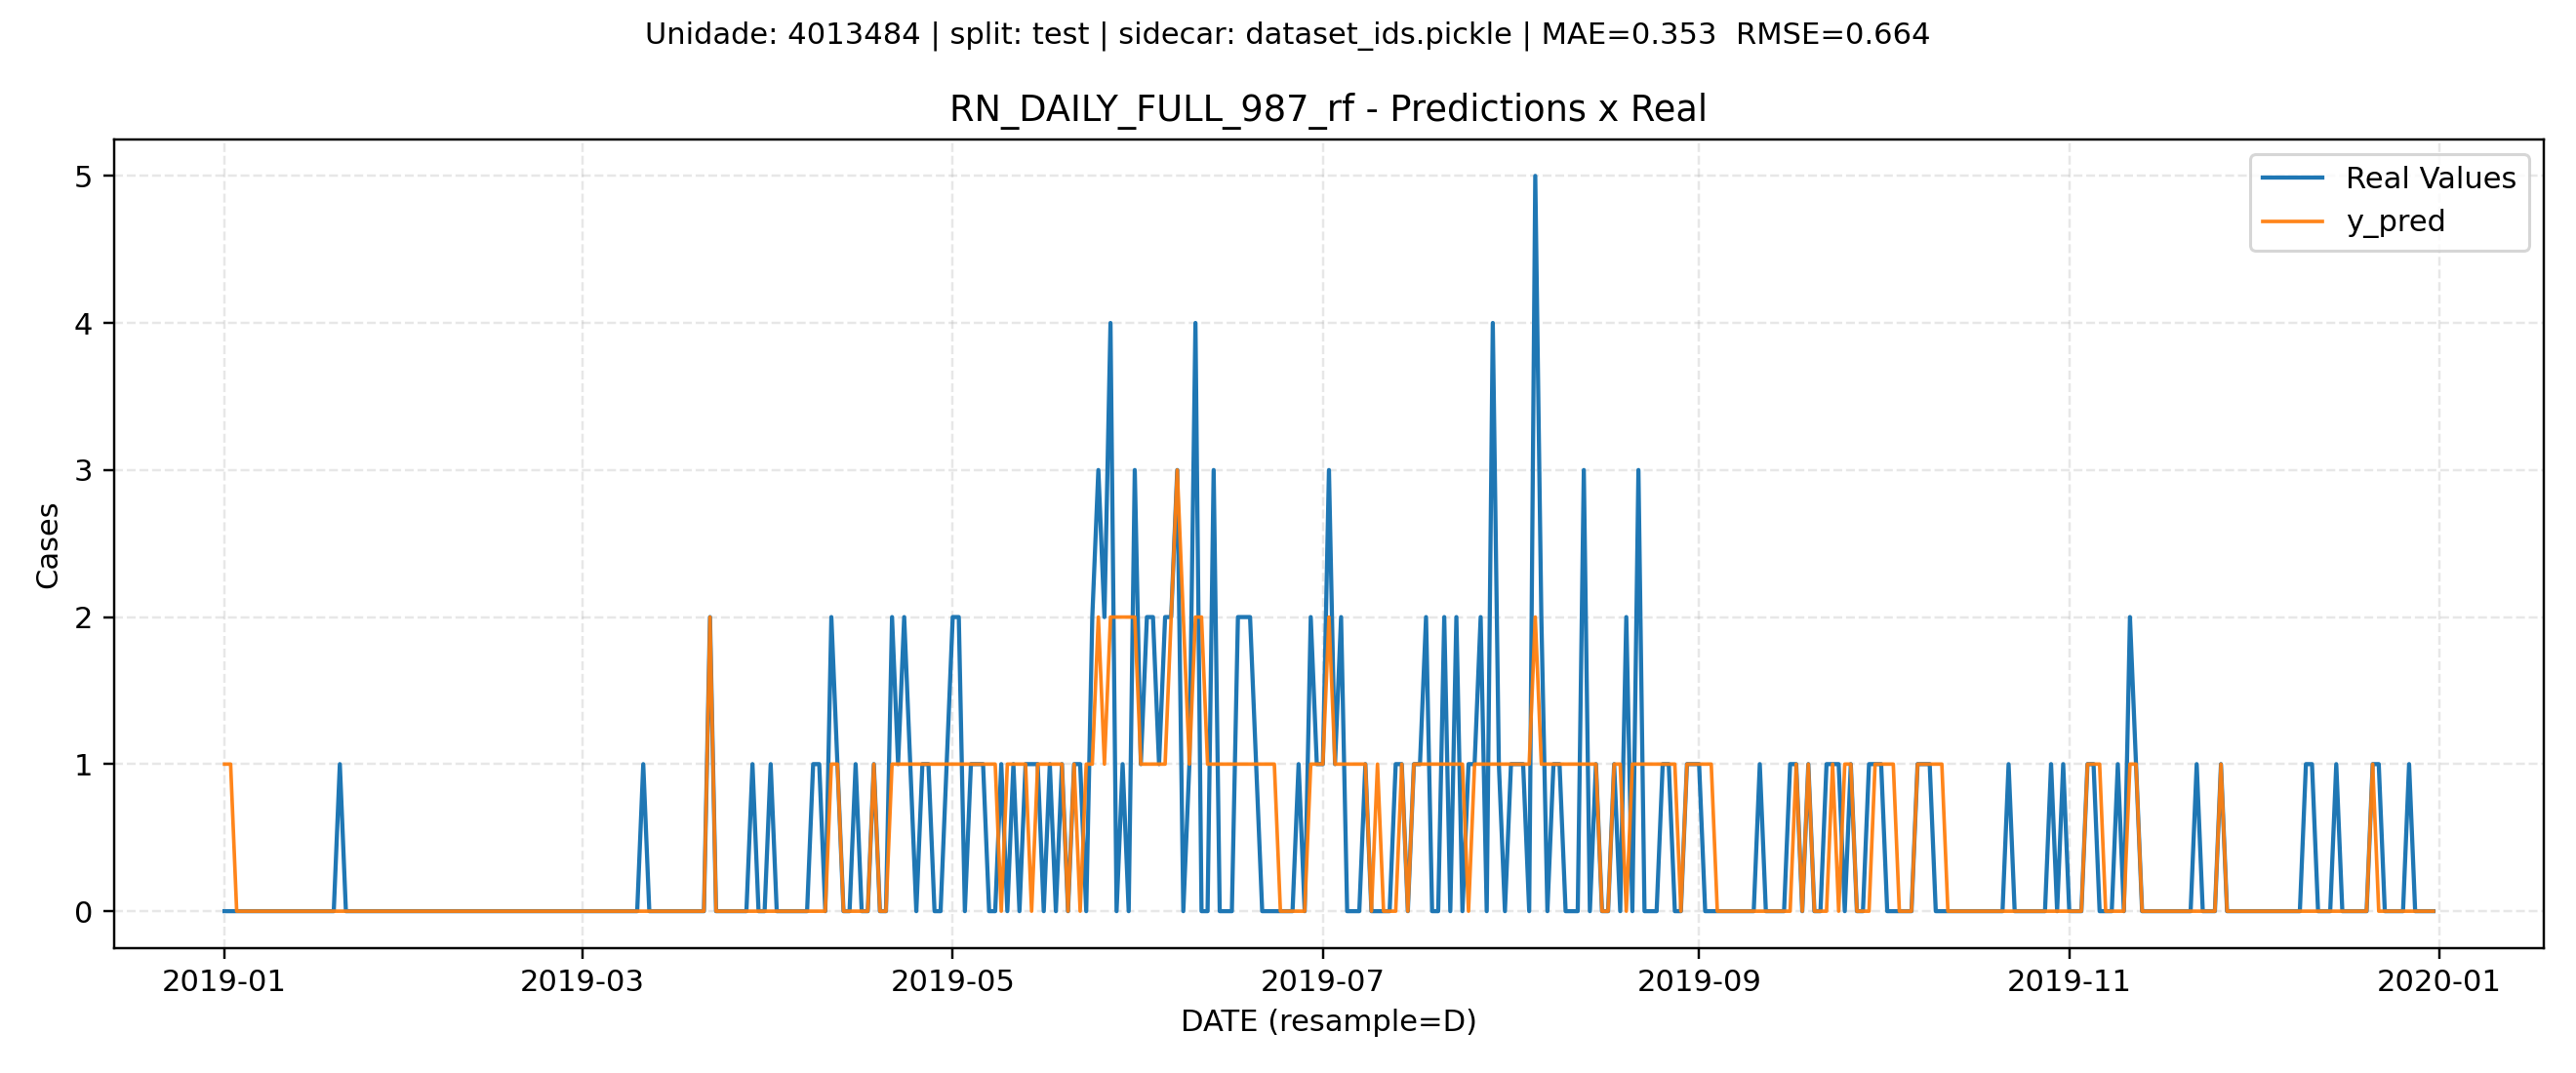 Unidade: 4013484 | split: test | sidecar: dataset_ids.pickle | MAE=0.353  RMSE=0.664
RN_DAILY_FULL_987_rf - Predictions x Real
Real Values
y_pred
5
4
3
2
1
0
Cases
2019-01
2019-03
2019-05
2019-07
2019-09
2019-11
2020-01
DATE (resample=D)